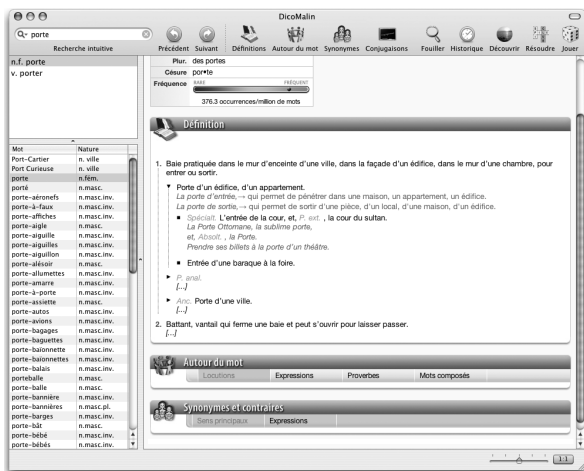 DicoMalin
porte
Recherche intuitive
Précédent Suivant Définitions Autour du mot Synonymes Conjugaisons Fouiller Historique Découvrir Résoudre Jouer
n.f. porte
v. porter
Mot Nature
Port-Cartier n. ville
Port Curieuse n. ville
porte n.fém.
porté n.masc.
porte-aéronefs n.masc.inv.
porte-à-faux n.masc.inv.
porte-affiches n.masc.inv.
porte-aigle n.masc.
porte-aiguille n.masc.inv.
porte-aiguilles n.masc.inv.
porte-aiguillon n.masc.inv.
porte-alésoir n.masc.
porte-allumettes n.masc.inv.
porte-amarre n.masc.inv.
porte-à-porte n.masc.inv.
porte-assiette n.masc.
porte-autos n.masc.inv.
porte-avions n.masc.inv.
porte-bagages n.masc.inv.
porte-baguettes n.masc.inv.
porte-baïonnette n.masc.inv.
porte-baïonnettes n.masc.inv.
porte-balais n.masc.inv.
porteballe n.masc.
porte-balle n.masc.
porte-bannière n.masc.inv.
porte-bannières n.masc.pl.
porte-barges n.masc.inv.
porte-bât n.masc.
porte-bébé n.masc.inv.
porte-bébés n.masc.inv.
Plur. des portes
Césure por•te
Fréquence RARE FRÉQUENT
376.3 occurrences/million de mots
Définition
1. Baie pratiquée dans le mur d'enceinte d'une ville, dans la façade d'un édifice, dans le mur d'une chambre, pour
entrer ou sortir.
▼ Porte d'un édifice, d'un appartement.
La porte d'entrée,→ qui permet de pénétrer dans une maison, un appartement, un édifice.
La porte de sortie,→ qui permet de sortir d'une pièce, d'un local, d'une maison, d'un édifice.
■ Spécialt. L'entrée de la cour, et, P. ext. , la cour du sultan.
La Porte Ottomane, la sublime porte,
et, Absolt. , la Porte.
Prendre ses billets à la porte d'un théâtre.
■ Entrée d'une baraque à la foire.
► P. anal.
[...]
► Anc. Porte d'une ville.
[...]
2. Battant, vantail qui ferme une baie et peut s'ouvrir pour laisser passer.
[...]
Autour du mot
Locutions Expressions Proverbes Mots composés
Synonymes et contraires
Sens principaux Expressions
1:1